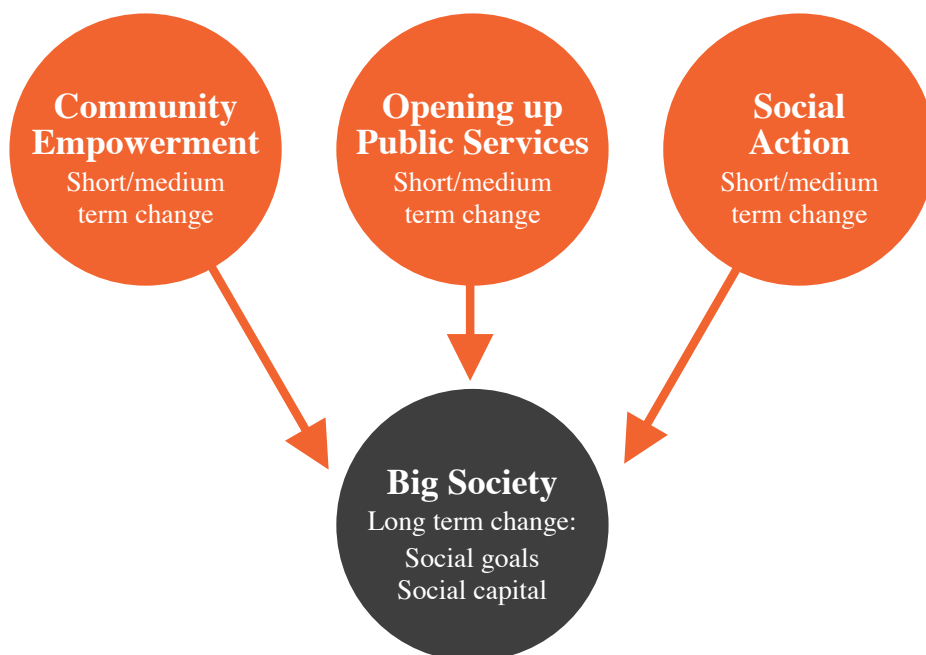 Community
Empowerment
Short/medium
term change
Opening up
Public Services
Short/medium
term change
Social
Action
Short/medium
term change
Big Society
Long term change:
Social goals
Social capital